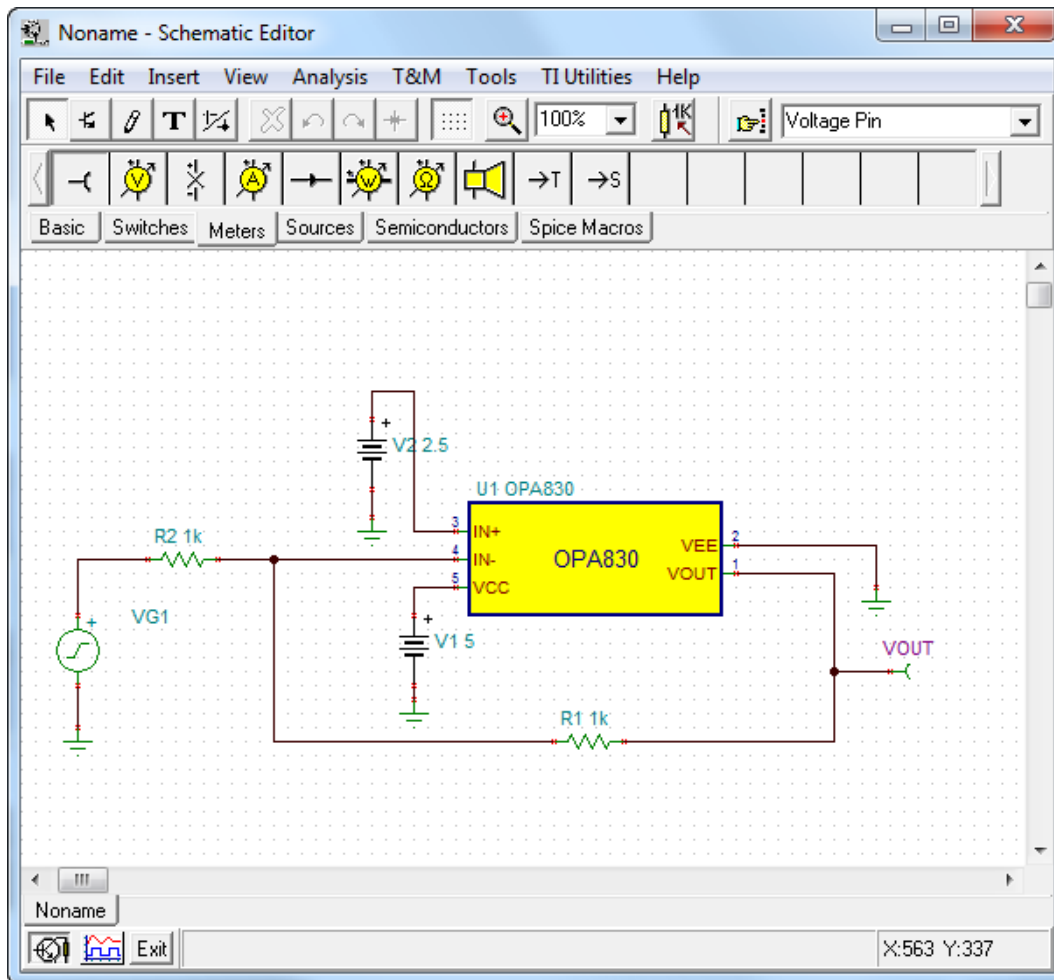 Noname - Schematic Editor
File Edit Insert View Analysis T&M Tools TI Utilities Help
T 100% 1K Voltage Pin
V A W Ω →T →S
Basic Switches Meters Sources Semiconductors Spice Macros
+
V2 2.5
U1 OPA830
R2 1k
3 IN+
4 IN-
5 VCC
OPA830
VEE 2
VOUT 1
+
VG1
+
V1 5
VOUT
R1 1k
Noname
Exit
X:563 Y:337